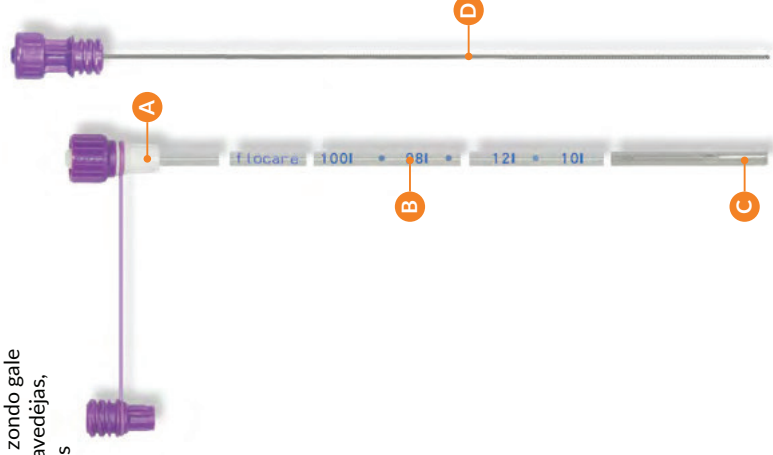 zondo gale
avedėjas,
s
A
B
C
D
flocare 100I • 98I • 12I • 10I